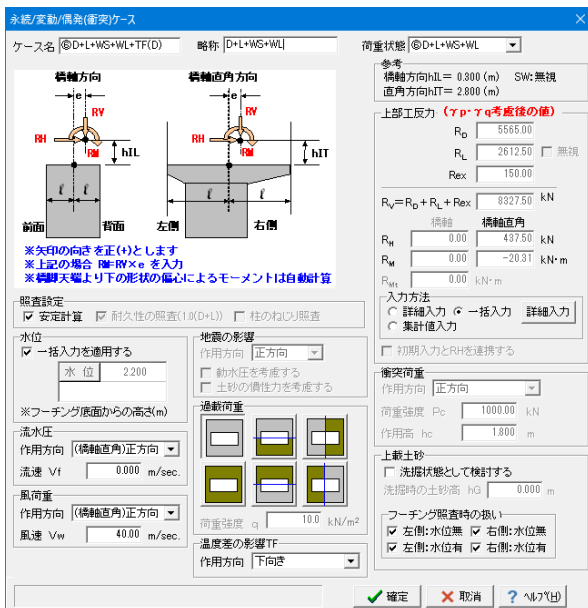 永続/変動/偶発(衝突)ケース
ケース名 ⑥D+L+WS+WL+TF(D) 略称 D+L+WS+WL 荷重状態 ⑥D+L+WS+WL
橋軸方向 橋軸直角方向
e e
RV RV
RH RH
RM hIL RM hIT
ℓ ℓ ℓ ℓ
前面 背面 左側 右側
※矢印の向きを正(+)とします
※上記の場合 RM=RV×e を入力
※橋脚天端より下の形状の偏心によるモーメントは自動計算
参考
橋軸方向hIL= 0.300 (m) SW:無視
直角方向hIT= 2.800 (m)
上部工反力 (γp・γq考慮後の値)
RD 5565.00
RL 2612.50 無視
Rex 150.00
RV=RD+RL+Rex 8327.50 kN
橋軸 橋軸直角
RH 0.00 437.50 kN
RM 0.00 -20.31 kN・m
RMt 0.00 kN・m
入力方法
詳細入力 一括入力 詳細入力
集計値入力
初期入力とRHを連携する
照査設定
安定計算 耐久性の照査(1.0(D+L)) 柱のねじり照査
水位
一括入力を適用する
水 位 2.200
※フーチング底面からの高さ(m)
流水圧
作用方向 (橋軸直角)正方向
流速 Vf 0.000 m/sec.
風荷重
作用方向 (橋軸直角)正方向
風速 Vw 40.00 m/sec.
地震の影響
作用方向 正方向
動水圧を考慮する
土砂の慣性力を考慮する
過載荷重
荷重強度 q 10.0 kN/m²
温度差の影響TF
作用方向 下向き
衝突荷重
作用方向 正方向
荷重強度 Pc 1000.00 kN
作用高 hc 1.800 m
上載土砂
洗掘状態として検討する
洗掘時の土砂高 hG 0.000 m
フーチング照査時の扱い
左側:水位無 右側:水位無
左側:水位有 右側:水位有
確定 取消 ? ヘルプ(H)